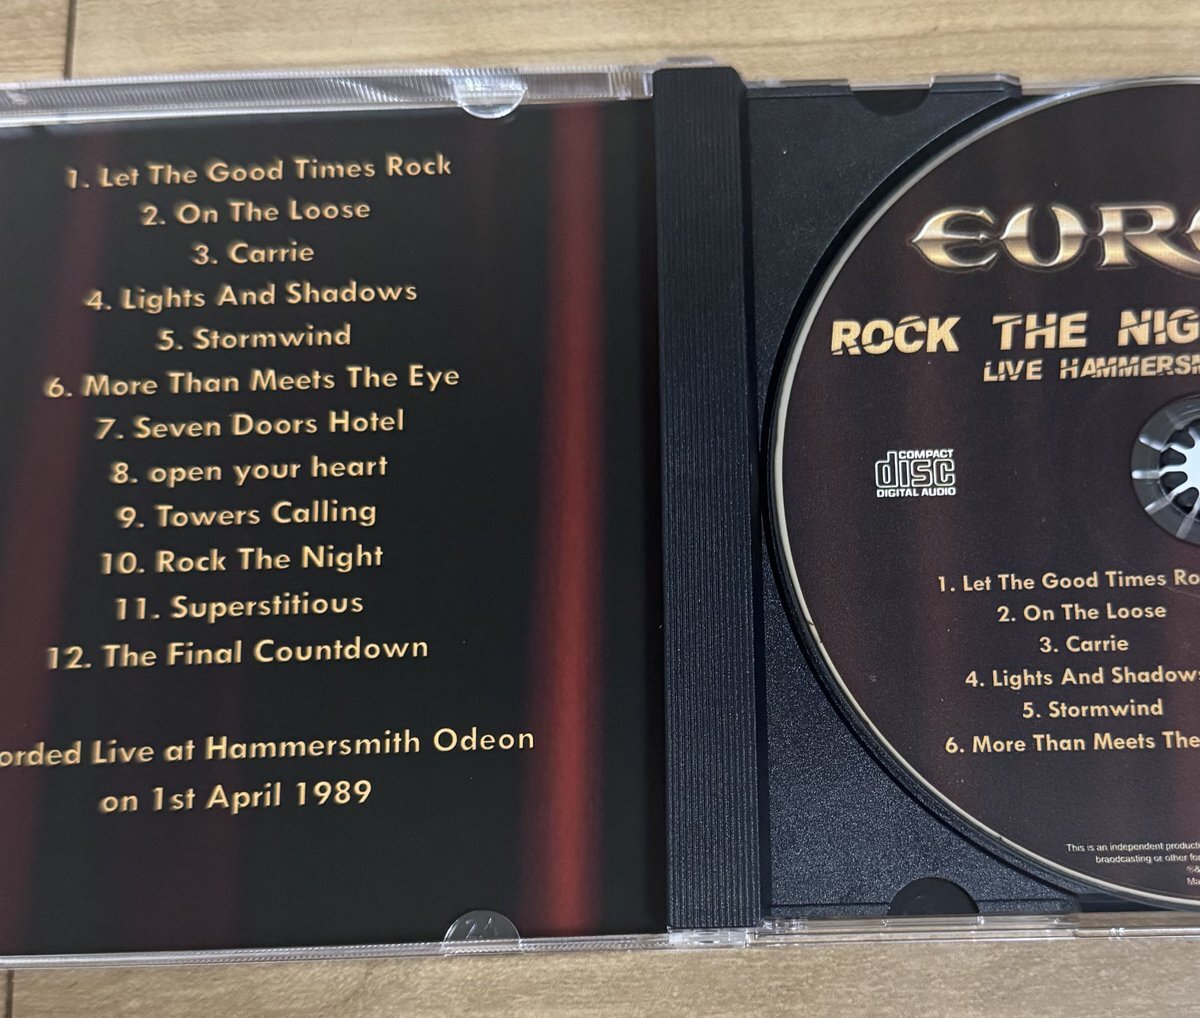 1. Let The Good Times Rock
2. On The Loose
3. Carrie
4. Lights And Shadows
5. Stormwind
6. More Than Meets The Eye
7. Seven Doors Hotel
8. open your heart
9. Towers Calling
10. Rock The Night
11. Superstitious
12. The Final Countdown
orded Live at Hammersmith Odeon
on 1st April 1989
EURO
ROCK THE NIG
LIVE HAMMERSM
COMPACT
disc
DIGITAL AUDIO
1. Let The Good Times Ro
2. On The Loose
3. Carrie
4. Lights And Shadows
5. Stormwind
6. More Than Meets The
This is an independent product
braodcasting or other for
℗&
Ma